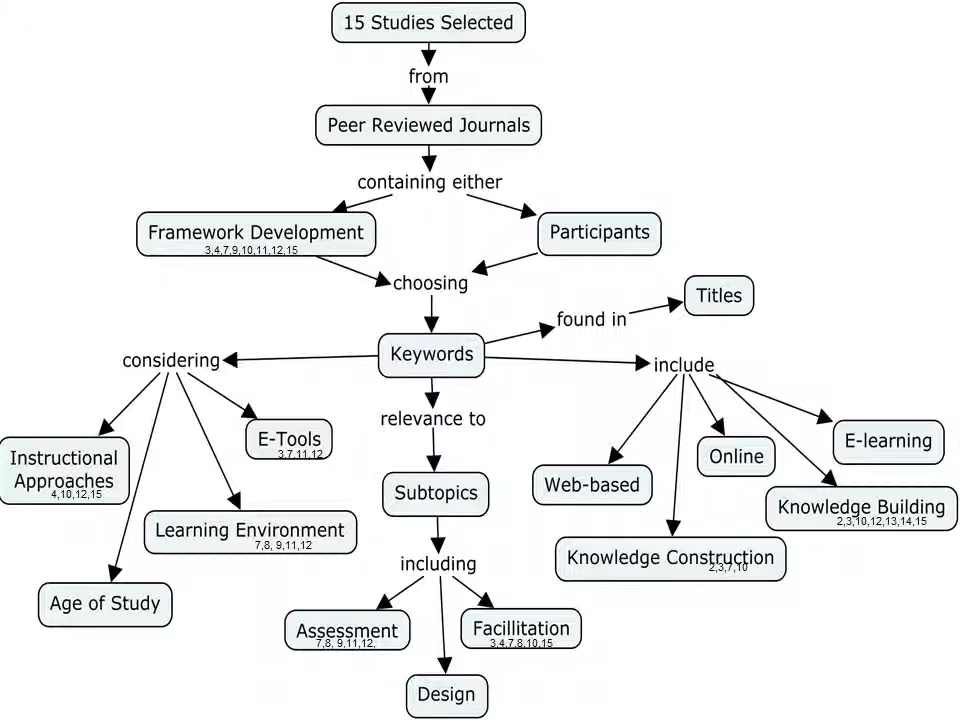 15 Studies Selected
from
Peer Reviewed Journals
containing either
Framework Development
3,4,7,9,10,11,12,15
Participants
choosing
Titles
found in
Keywords
considering
include
relevance to
E-Tools
3,7,11,12
Instructional
Approaches
4,10,12,15
Learning Environment
7,8, 9,11,12
Age of Study
Subtopics
including
Assessment
7,8, 9,11,12,
Facillitation
3,4,7,8,10,15
Design
E-learning
Online
Web-based
Knowledge Building
2,3,10,12,13,14,15
Knowledge Construction
2,3,7,10